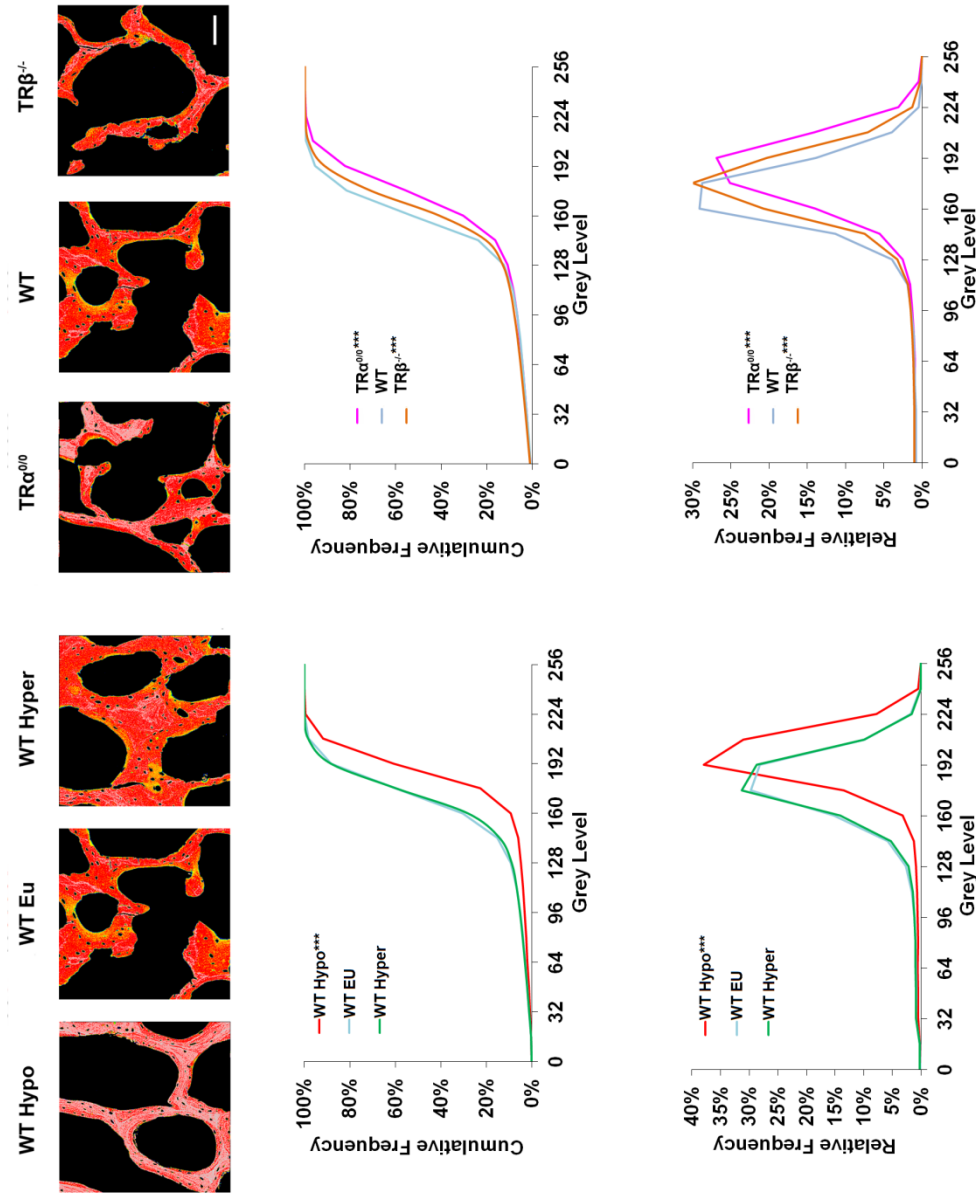 WT Hypo
WT Eu
WT Hyper
TRα⁰/⁰
WT
TRβ⁻/⁻
Cumulative Frequency
100%
80%
60%
40%
20%
0%
WT Hypo***
WT EU
WT Hyper
0 32 64 96 128 160 192 224 256
Grey Level
Cumulative Frequency
100%
80%
60%
40%
20%
0%
TRα⁰/⁰***
WT
TRβ⁻/⁻***
0 32 64 96 128 160 192 224 256
Grey Level
Relative Frequency
40%
35%
30%
25%
20%
15%
10%
5%
0%
WT Hypo***
WT EU
WT Hyper
0 32 64 96 128 160 192 224 256
Grey Level
Relative Frequency
30%
25%
20%
15%
10%
5%
0%
TRα⁰/⁰***
WT
TRβ⁻/⁻***
0 32 64 96 128 160 192 224 256
Grey Level